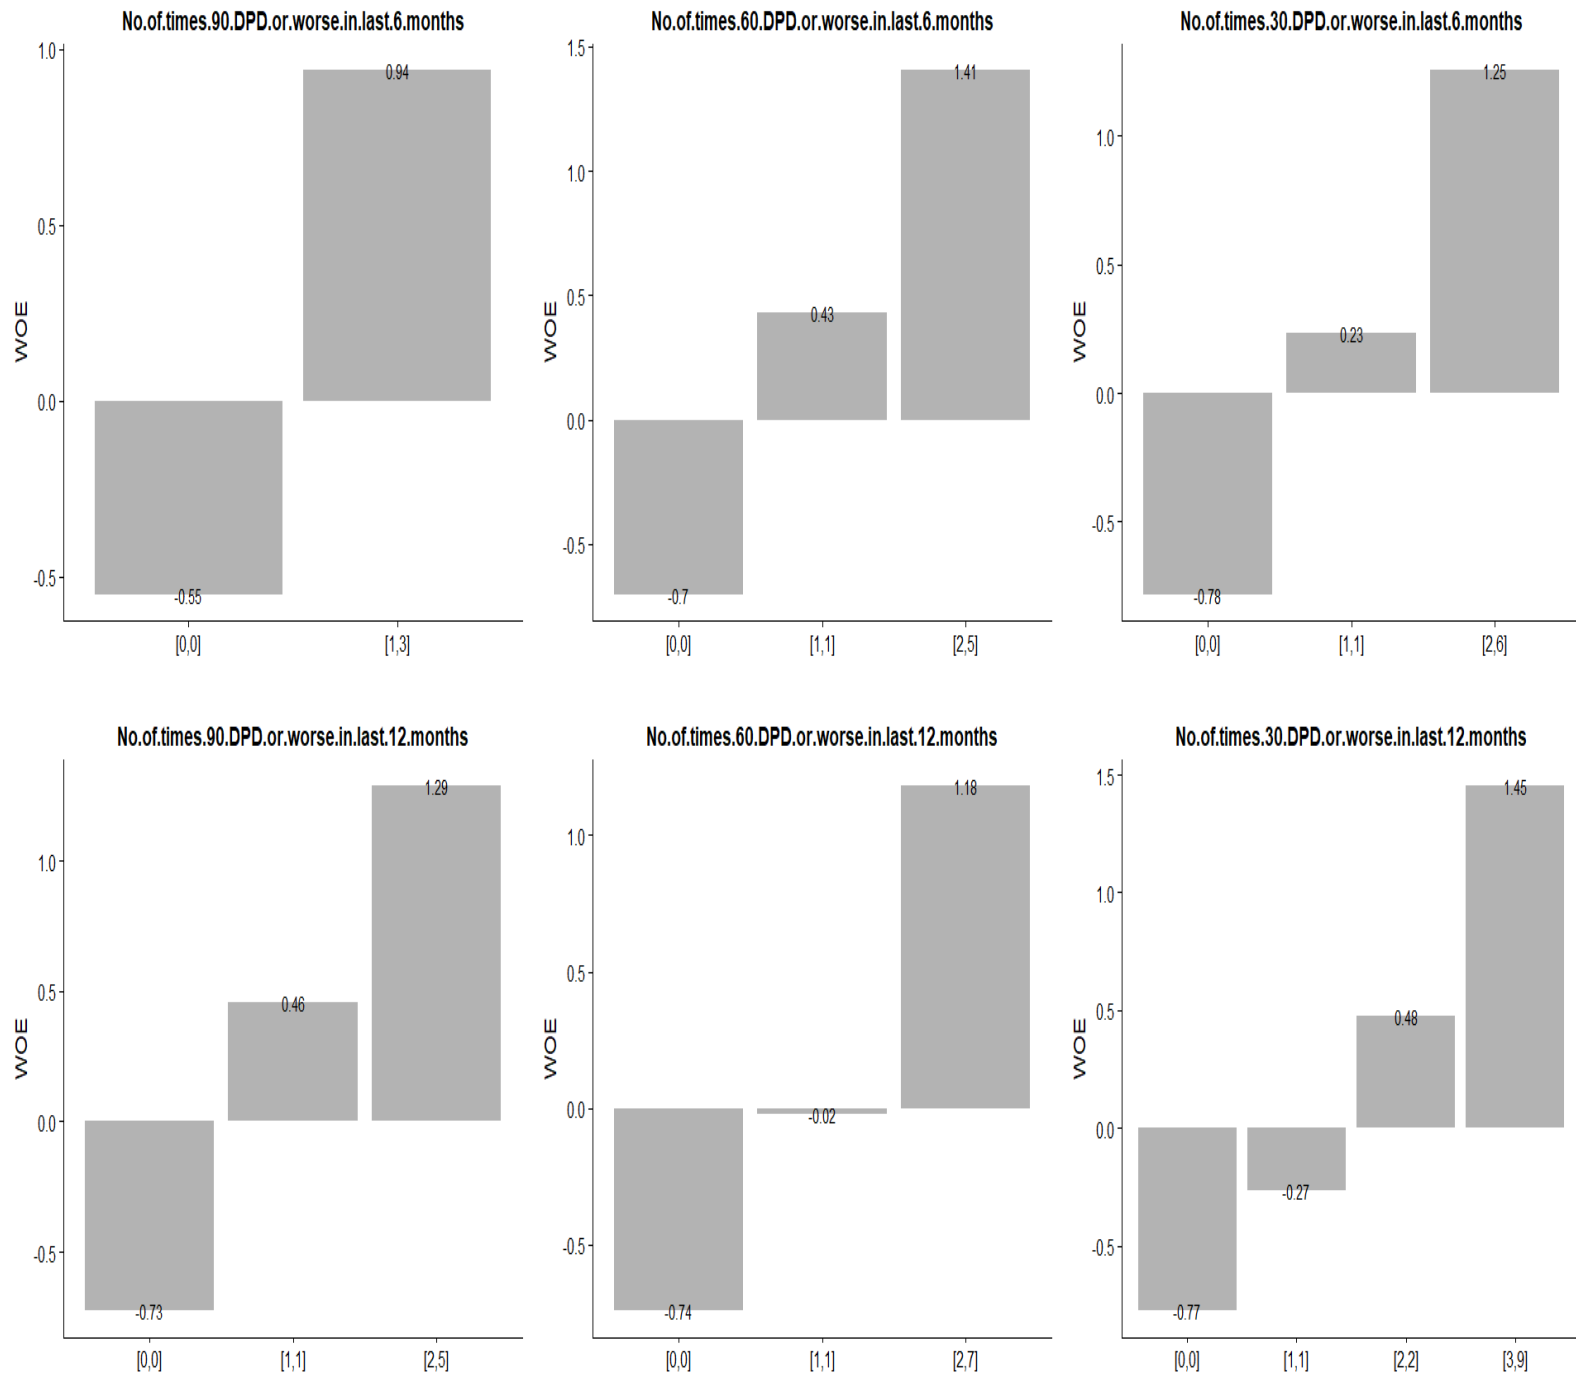 No.of.times.90.DPD.or.worse.in.last.6.months
1.0
0.5
0.0
-0.5
WOE
0.94
-0.55
[0,0] [1,3]
No.of.times.60.DPD.or.worse.in.last.6.months
1.5
1.0
0.5
0.0
-0.5
WOE
1.41
0.43
-0.7
[0,0] [1,1] [2,5]
No.of.times.30.DPD.or.worse.in.last.6.months
1.0
0.5
0.0
-0.5
WOE
1.25
0.23
-0.78
[0,0] [1,1] [2,6]
No.of.times.90.DPD.or.worse.in.last.12.months
1.0
0.5
0.0
-0.5
WOE
1.29
0.46
-0.73
[0,0] [1,1] [2,5]
No.of.times.60.DPD.or.worse.in.last.12.months
1.0
0.5
0.0
-0.5
WOE
1.18
-0.02
-0.74
[0,0] [1,1] [2,7]
No.of.times.30.DPD.or.worse.in.last.12.months
1.5
1.0
0.5
0.0
-0.5
WOE
1.45
0.48
-0.27
-0.77
[0,0] [1,1] [2,2] [3,9]